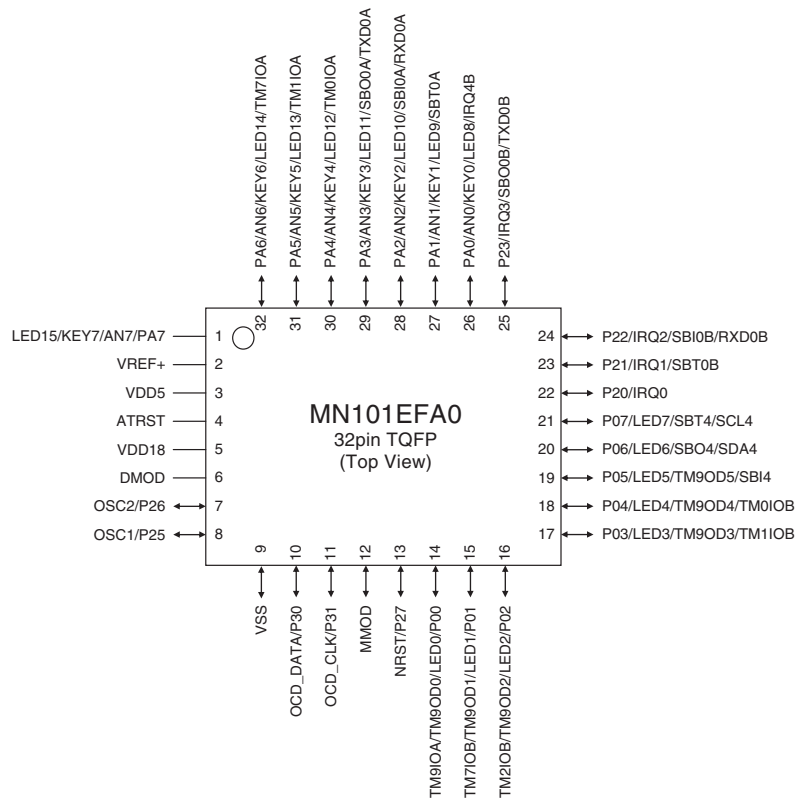 PA6/AN6/KEY6/LED14/TM7IOA
PA5/AN5/KEY5/LED13/TM1IOA
PA4/AN4/KEY4/LED12/TM0IOA
PA3/AN3/KEY3/LED11/SBO0A/TXD0A
PA2/AN2/KEY2/LED10/SBI0A/RXD0A
PA1/AN1/KEY1/LED9/SBT0A
PA0/AN0/KEY0/LED8/IRQ4B
P23/IRQ3/SBO0B/TXD0B
32 31 30 29 28 27 26 25
LED15/KEY7/AN7/PA7 1
VREF+ 2
VDD5 3
ATRST 4
VDD18 5
DMOD 6
OSC2/P26 7
OSC1/P25 8
MN101EFA0
32pin TQFP
(Top View)
24 P22/IRQ2/SBI0B/RXD0B
23 P21/IRQ1/SBT0B
22 P20/IRQ0
21 P07/LED7/SBT4/SCL4
20 P06/LED6/SBO4/SDA4
19 P05/LED5/TM9OD5/SBI4
18 P04/LED4/TM9OD4/TM0IOB
17 P03/LED3/TM9OD3/TM1IOB
9 10 11 12 13 14 15 16
VSS
OCD_DATA/P30
OCD_CLK/P31
MMOD
NRST/P27
TM9IOA/TM9OD0/LED0/P00
TM7IOB/TM9OD1/LED1/P01
TM2IOB/TM9OD2/LED2/P02